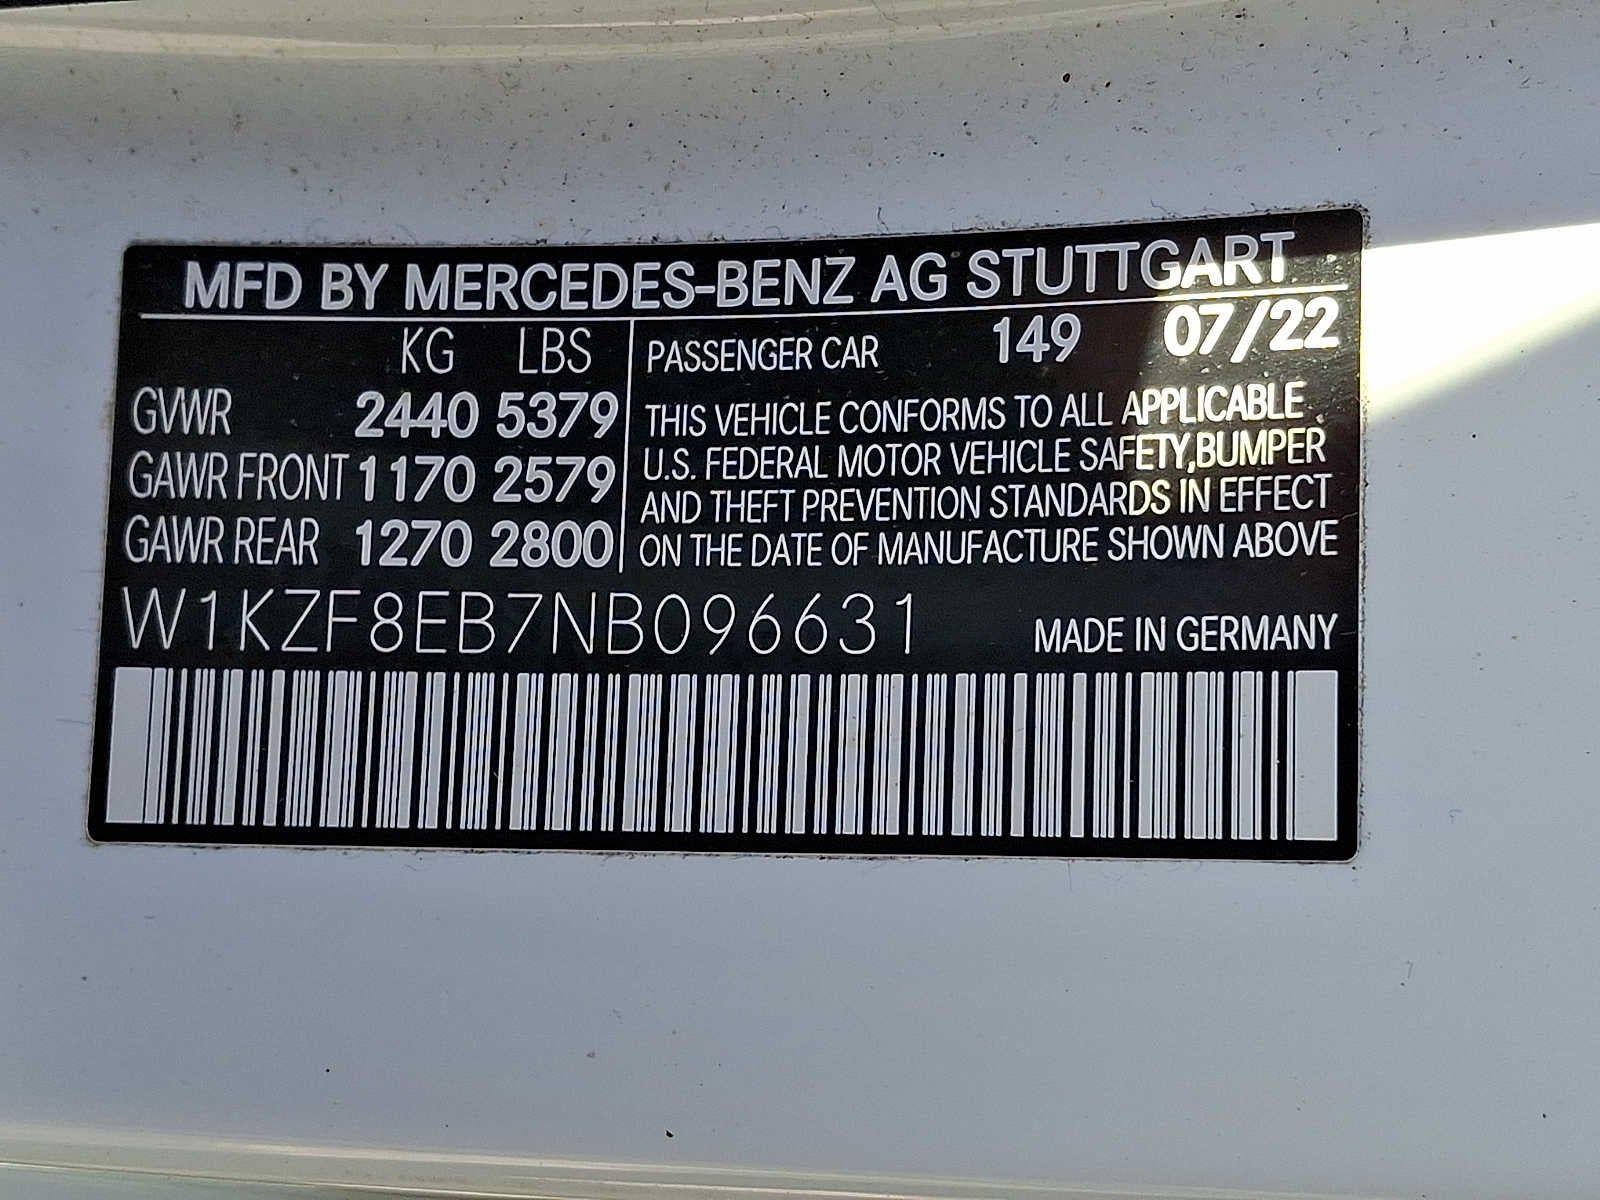 MFD BY MERCEDES-BENZ AG STUTTGART
KG LBS
GVWR 2440 5379
GAWR FRONT 1170 2579
GAWR REAR 1270 2800
PASSENGER CAR 149 07/22
THIS VEHICLE CONFORMS TO ALL APPLICABLE
U.S. FEDERAL MOTOR VEHICLE SAFETY,BUMPER
AND THEFT PREVENTION STANDARDS IN EFFECT
ON THE DATE OF MANUFACTURE SHOWN ABOVE
W1KZF8EB7NB096631
MADE IN GERMANY